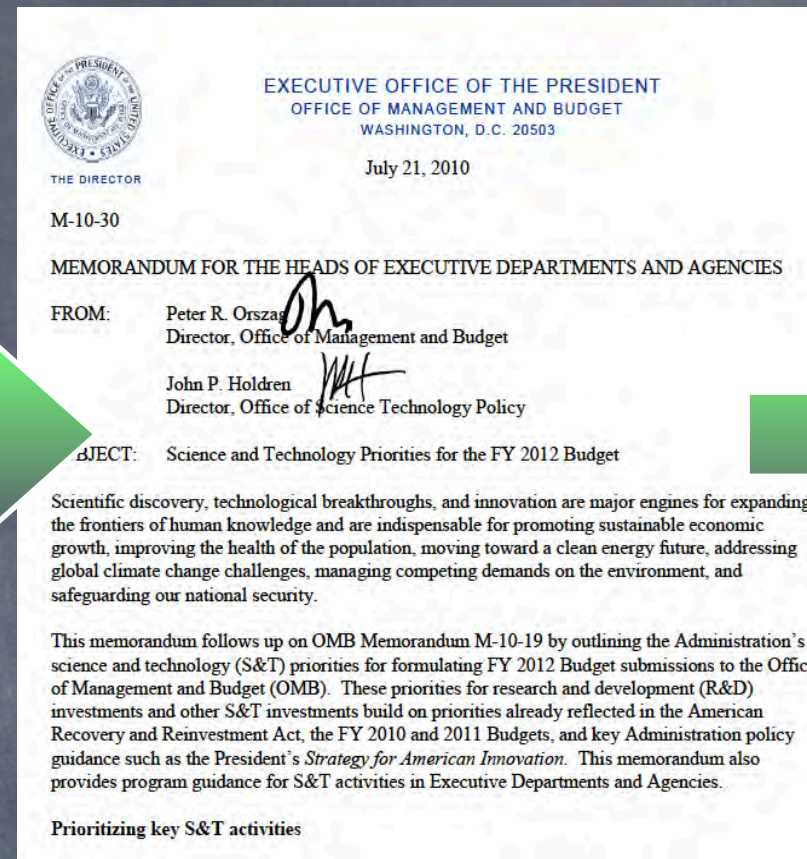 EXECUTIVE OFFICE OF THE PRESIDENT
OFFICE OF MANAGEMENT AND BUDGET
WASHINGTON, D.C. 20503
EXECUTIVE OFFICE OF THE PRESIDENT OF THE UNITED STATES
July 21, 2010
THE DIRECTOR
M-10-30
MEMORANDUM FOR THE HEADS OF EXECUTIVE DEPARTMENTS AND AGENCIES
FROM: Peter R. Orszag
Director, Office of Management and Budget
John P. Holdren
Director, Office of Science Technology Policy
BJECT: Science and Technology Priorities for the FY 2012 Budget
Scientific discovery, technological breakthroughs, and innovation are major engines for expanding
the frontiers of human knowledge and are indispensable for promoting sustainable economic
growth, improving the health of the population, moving toward a clean energy future, addressing
global climate change challenges, managing competing demands on the environment, and
safeguarding our national security.
This memorandum follows up on OMB Memorandum M-10-19 by outlining the Administration's
science and technology (S&T) priorities for formulating FY 2012 Budget submissions to the Offic
of Management and Budget (OMB). These priorities for research and development (R&D)
investments and other S&T investments build on priorities already reflected in the American
Recovery and Reinvestment Act, the FY 2010 and 2011 Budgets, and key Administration policy
guidance such as the President's Strategy for American Innovation. This memorandum also
provides program guidance for S&T activities in Executive Departments and Agencies.
Prioritizing key S&T activities